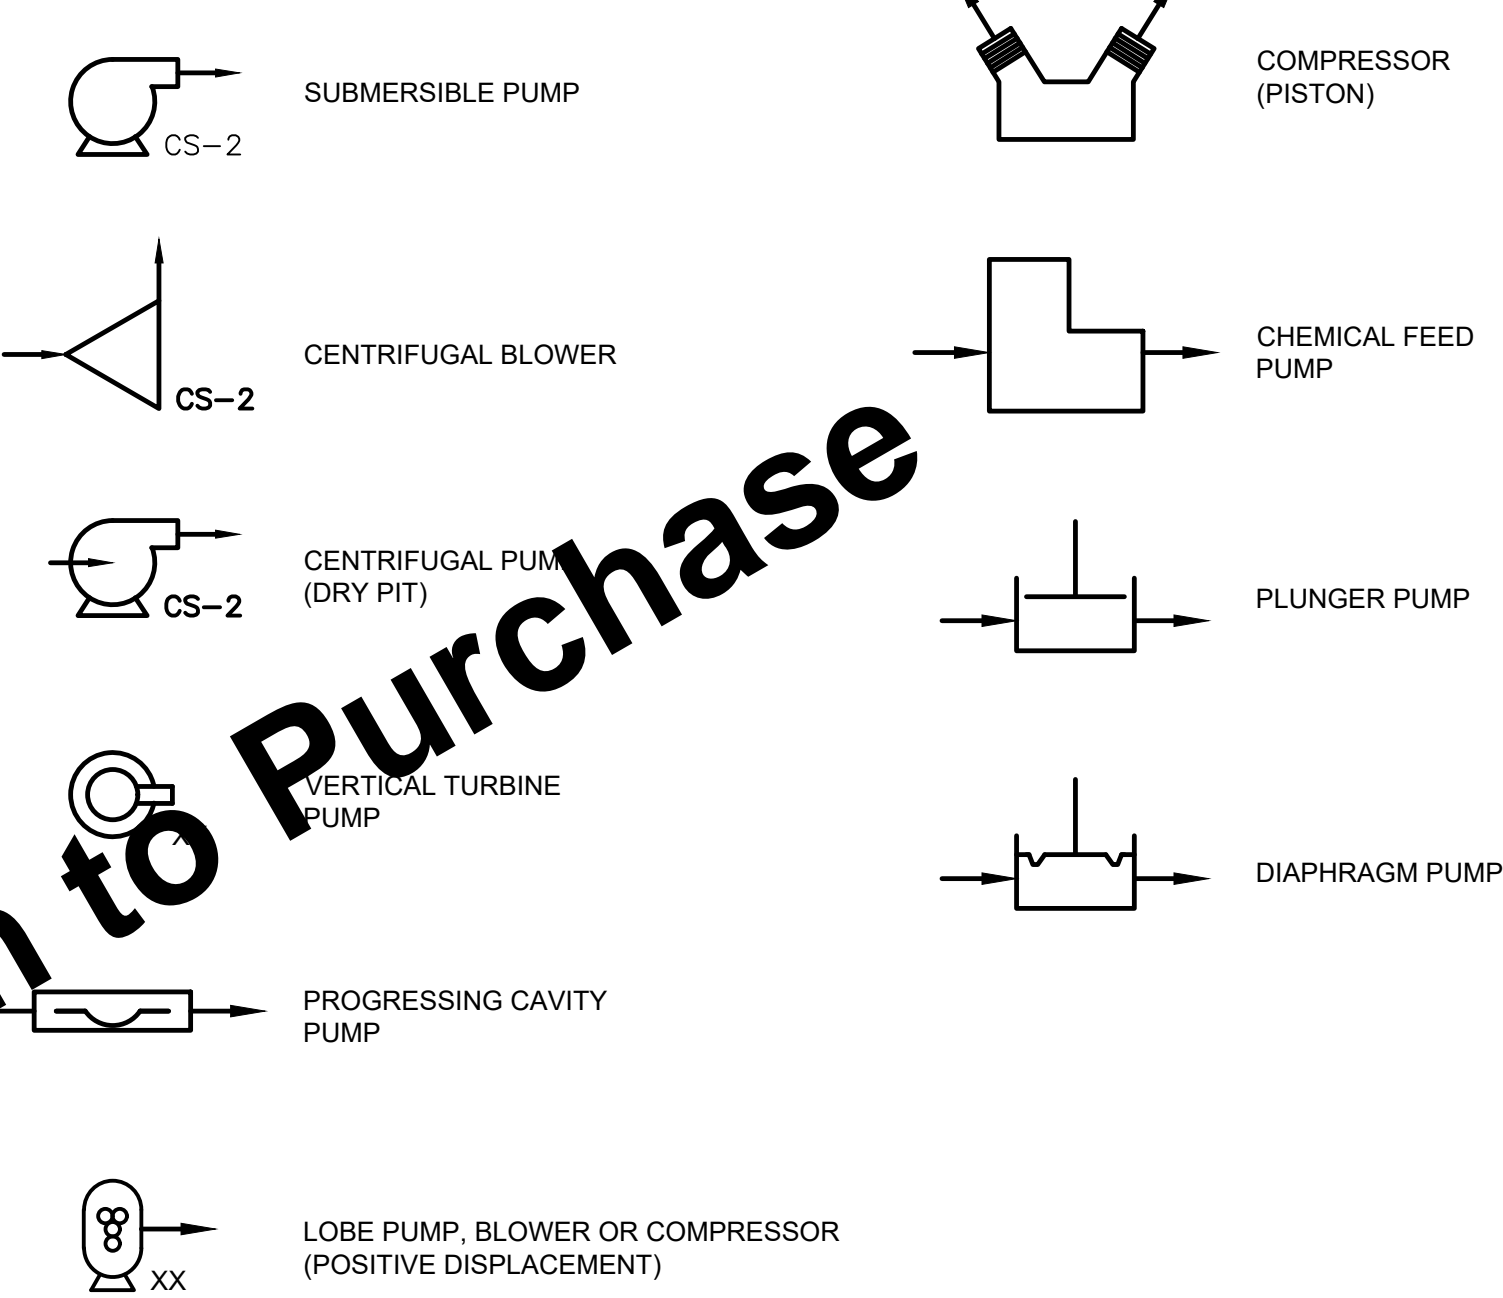 SUBMERSIBLE PUMP
CS-2
CENTRIFUGAL BLOWER
CS-2
CENTRIFUGAL
(DRY PIT)
CS-2
VERTICAL TURBINE
PUMP
PROGRESSING CAVITY
PUMP
LOBE PUMP, BLOWER OR COMPRESSOR
(POSITIVE DISPLACEMENT)
XX
COMPRESSOR
(PISTON)
CHEMICAL FEED
PUMP
PLUNGER PUMP
DIAPHRAGM PUMP
to Purchase